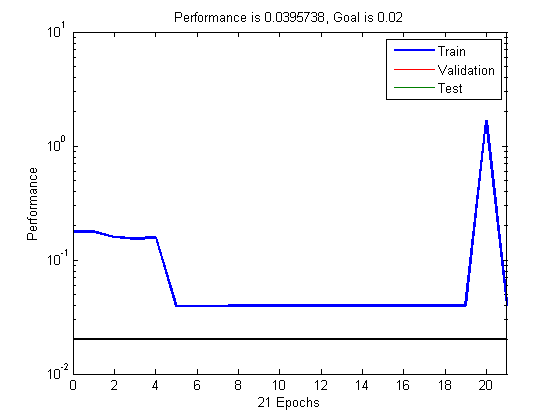 Performance is 0.0395738, Goal is 0.02
10^1
Train
Validation
Test
10^0
Performance
10^-1
10^-2
0 2 4 6 8 10 12 14 16 18 20
21 Epochs